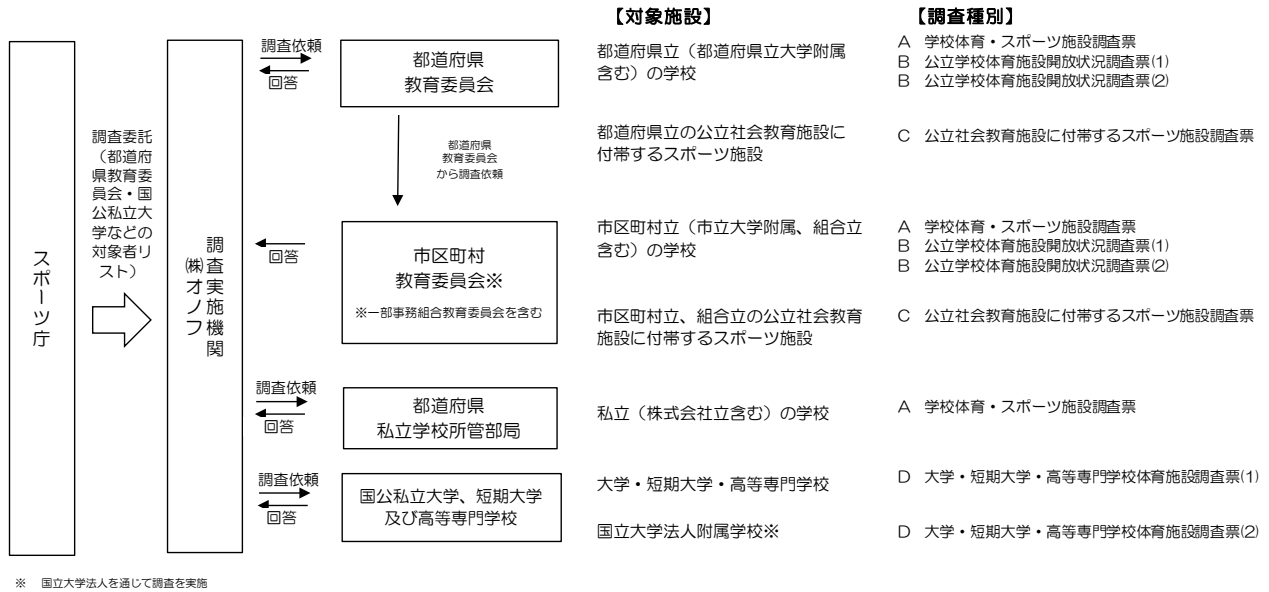 【対象施設】
【調査種別】
スポーツ庁
調査委託
（都道府
県教育委
員会・国
公私立大
学などの
対象者リ
スト）
調査実施機関
㈱オノフ
調査依頼
回答
都道府県
教育委員会
都道府県立（都道府県立大学附属
含む）の学校
A 学校体育・スポーツ施設調査票
B 公立学校体育施設開放状況調査票(1)
B 公立学校体育施設開放状況調査票(2)
都道府県
教育委員会
から調査依頼
都道府県立の公立社会教育施設に
付帯するスポーツ施設
C 公立社会教育施設に付帯するスポーツ施設調査票
回答
市区町村
教育委員会※
※一部事務組合教育委員会を含む
市区町村立（市立大学附属、組合立
含む）の学校
A 学校体育・スポーツ施設調査票
B 公立学校体育施設開放状況調査票(1)
B 公立学校体育施設開放状況調査票(2)
市区町村立、組合立の公立社会教育
施設に付帯するスポーツ施設
C 公立社会教育施設に付帯するスポーツ施設調査票
調査依頼
回答
都道府県
私立学校所管部局
私立（株式会社立含む）の学校
A 学校体育・スポーツ施設調査票
調査依頼
回答
国公私立大学、短期大学
及び高等専門学校
大学・短期大学・高等専門学校
D 大学・短期大学・高等専門学校体育施設調査票(1)
国立大学法人附属学校※
D 大学・短期大学・高等専門学校体育施設調査票(2)
※ 国立大学法人を通じて調査を実施